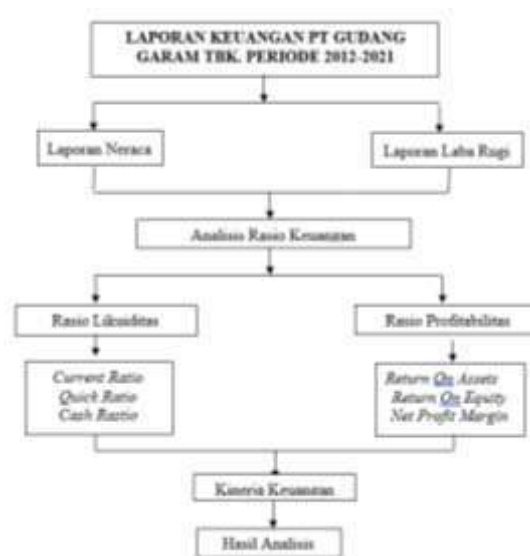 LAPORAN KEUANGAN PT GUDANG
GARAM TBK. PERIODE 2012-2021
Laporan Neraca
Laporan Laba Rugi
Analisis Rasio Keuangan
Rasio Likuiditas
Rasio Profitabilitas
Current Ratio
Quick Ratio
Cash Rastio
Return On Assets
Return On Equity
Net Profit Margin
Kinerja Keuangan
Hasil Analisis